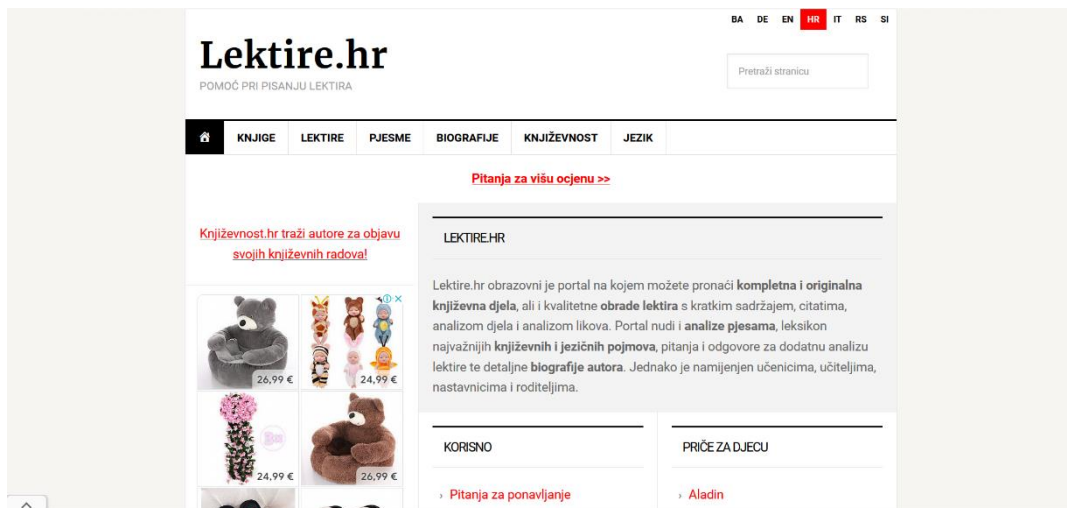 BA DE EN HR IT RS SI
Lektire.hr
POMOĆ PRI PISANJU LEKTIRA
Pretraži stranicu
KNJIGE LEKTIRE PJESME BIOGRAFIJE KNJIŽEVNOST JEZIK
Pitanja za višu ocjenu >>
Književnost.hr traži autore za objavu
svojih književnih radova!
26,99 €
24,99 €
24,99 €
26,99 €
LEKTIRE.HR
Lektire.hr obrazovni je portal na kojem možete pronaći kompletna i originalna
književna djela, ali i kvalitetne obrade lektira s kratkim sadržajem, citatima,
analizom djela i analizom likova. Portal nudi i analize pjesama, leksikon
najvažnijih književnih i jezičnih pojmova, pitanja i odgovore za dodatnu analizu
lektire te detaljne biografije autora. Jednako je namijenjen učenicima, učiteljima,
nastavnicima i roditeljima.
KORISNO
› Pitanja za ponavljanje
PRIČE ZA DJECU
› Aladin